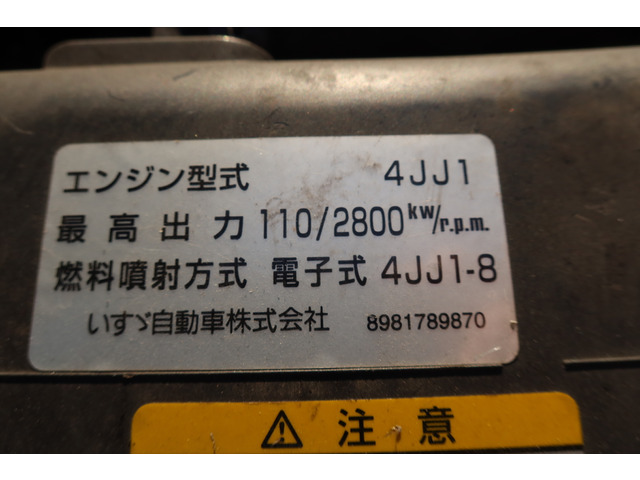 エンジン型式 4JJ1
最高出力 110/2800kw/r.p.m.
燃料噴射方式 電子式 4JJ1-8
いすゞ自動車株式会社 8981789870
⚠ 注意